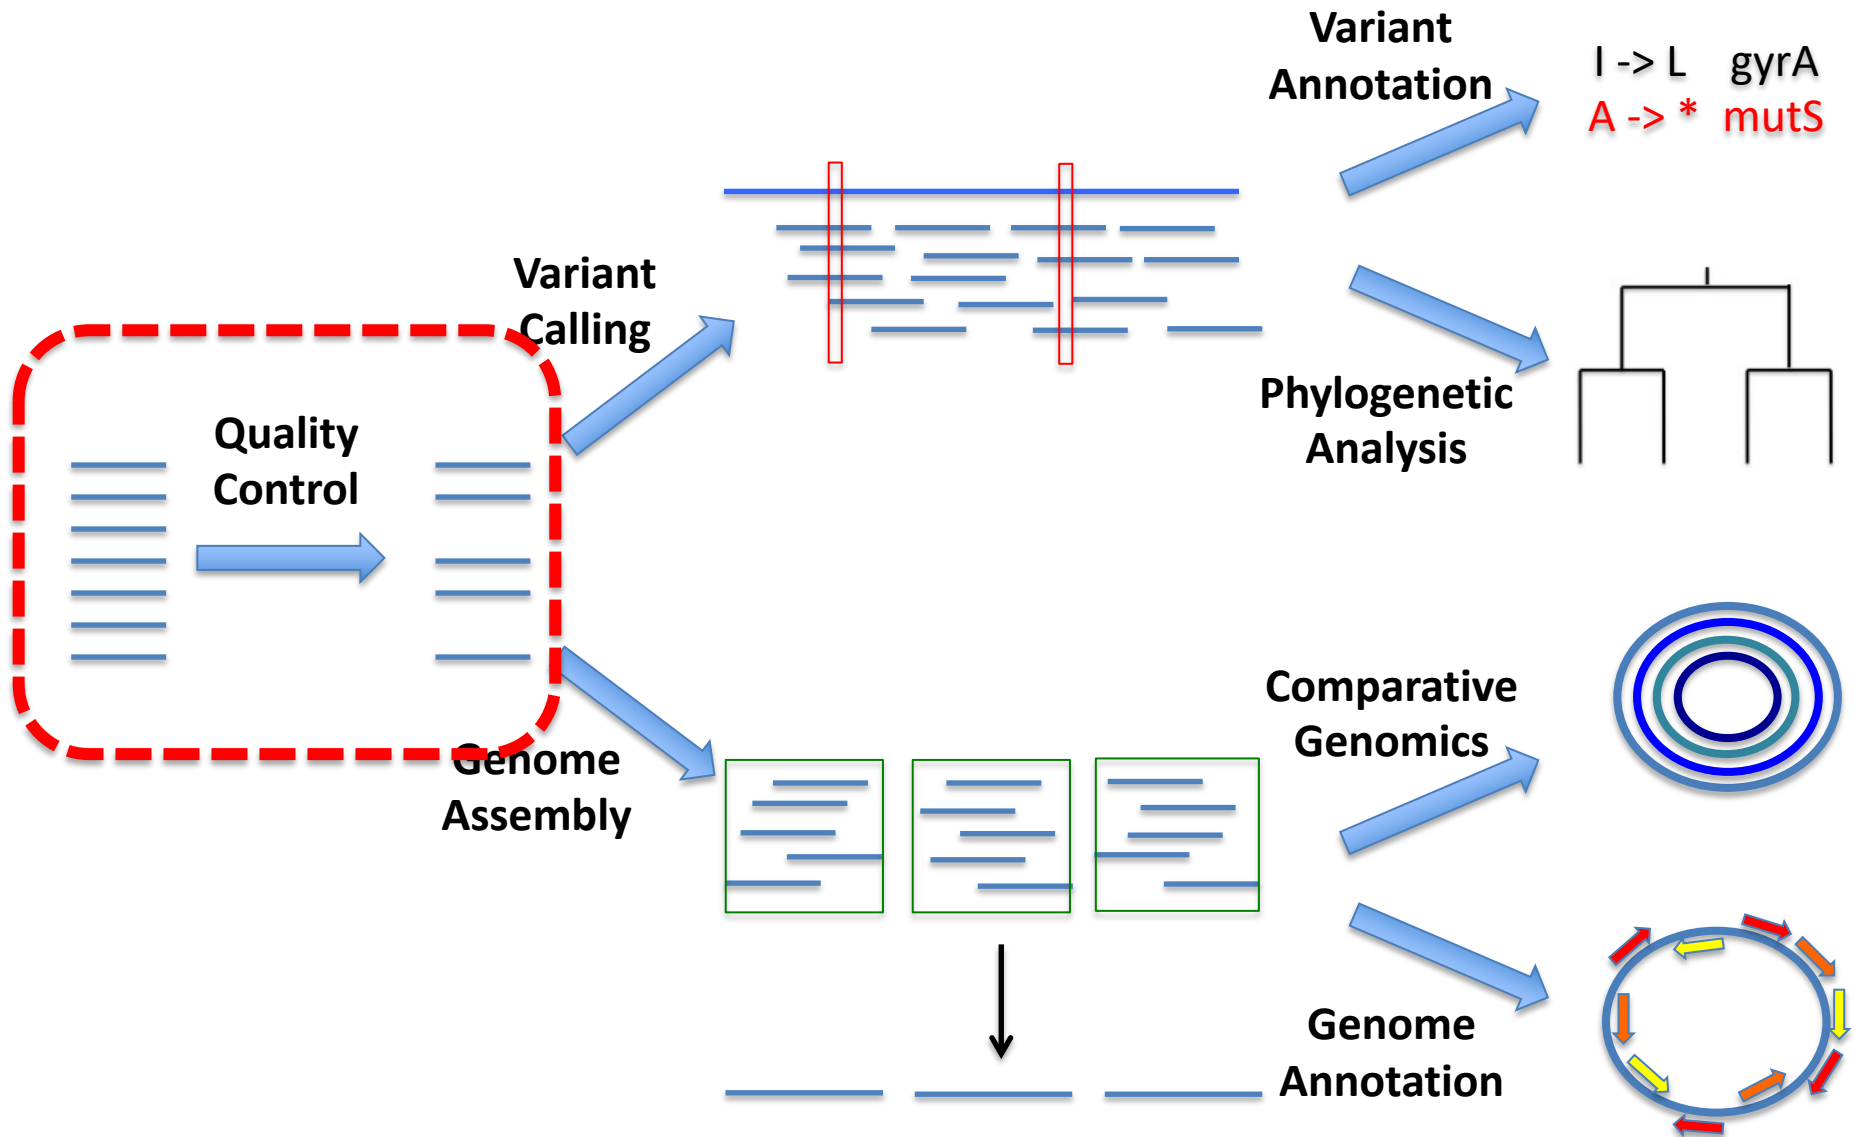 Variant
Annotation
I -> L gyrA
A -> * mutS
Variant
Calling
Phylogenetic
Analysis
Quality
Control
Genome
Assembly
Comparative
Genomics
Genome
Annotation